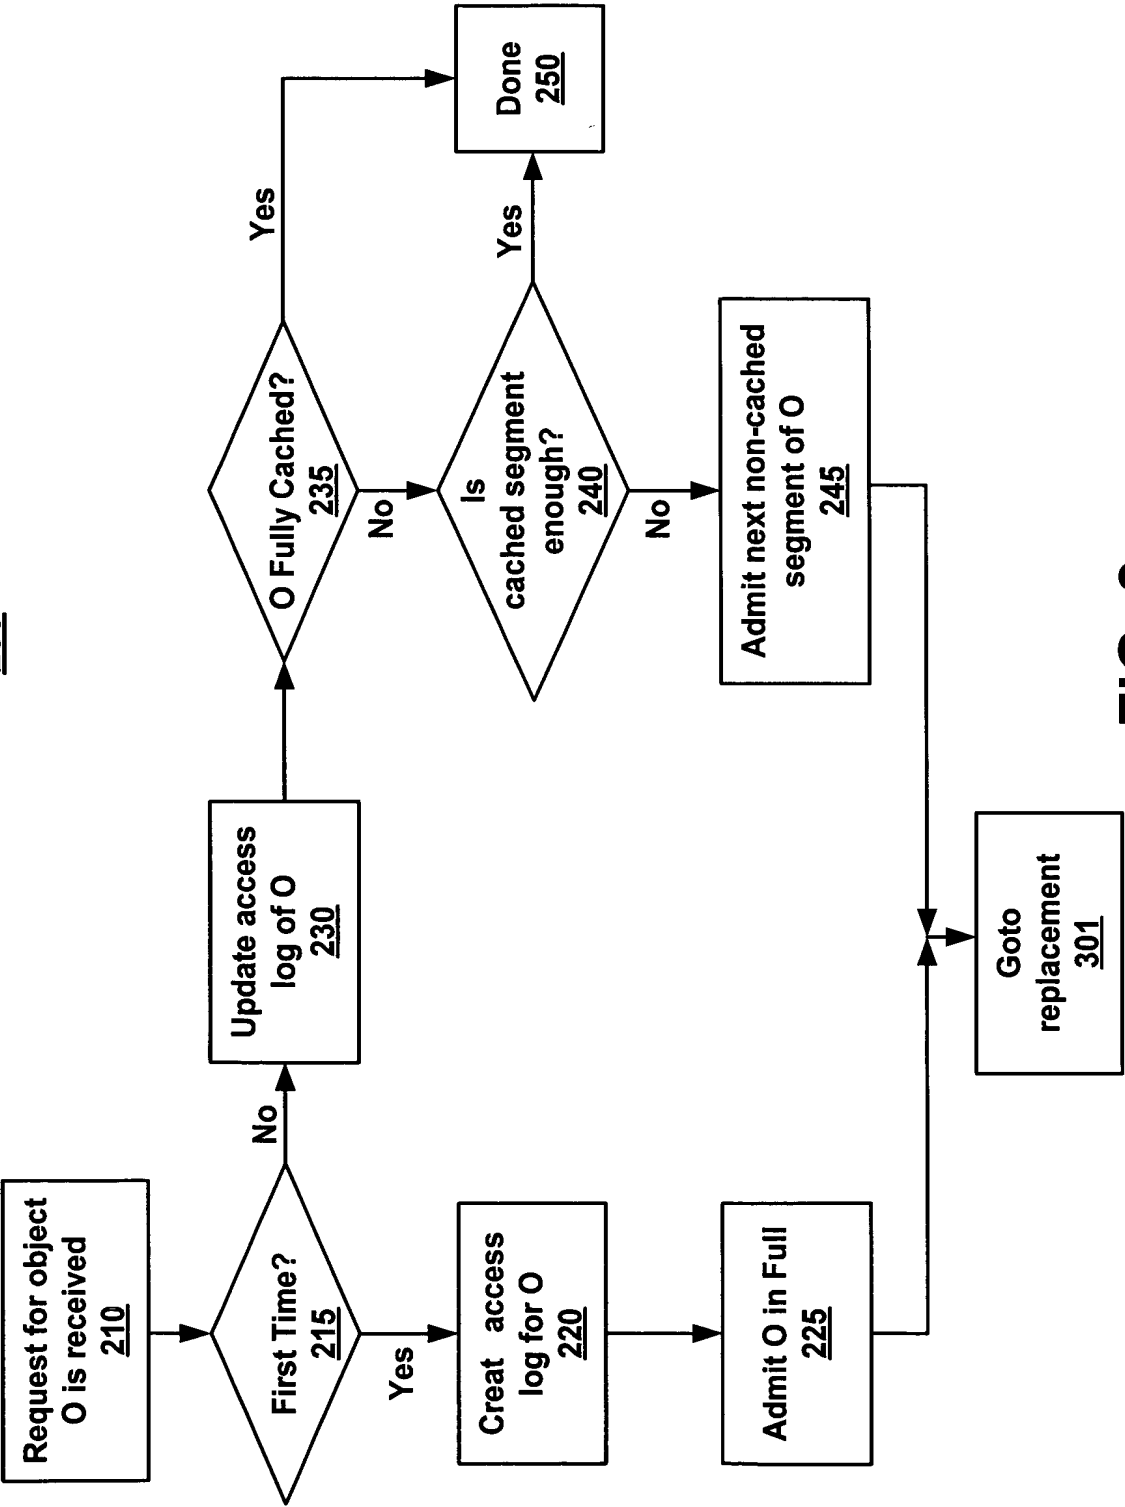 Request for object
O is received
210
First Time?
215
No
Yes
Creat access
log for O
220
Admit O in Full
225
Update access
log of O
230
O Fully Cached?
235
Yes
No
Is
cached segment
enough?
240
Yes
No
Done
250
Admit next non-cached
segment of O
245
Goto
replacement
301